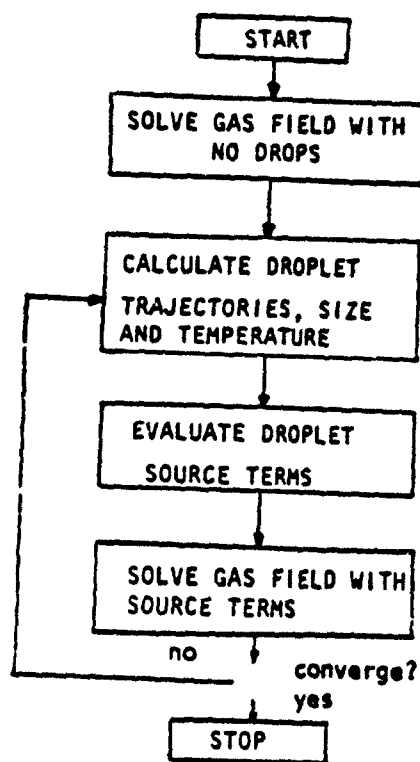 START
SOLVE GAS FIELD WITH
NO DROPS
CALCULATE DROPLET
TRAJECTORIES, SIZE
AND TEMPERATURE
EVALUATE DROPLET
SOURCE TERMS
SOLVE GAS FIELD WITH
SOURCE TERMS
no
converge?
yes
STOP